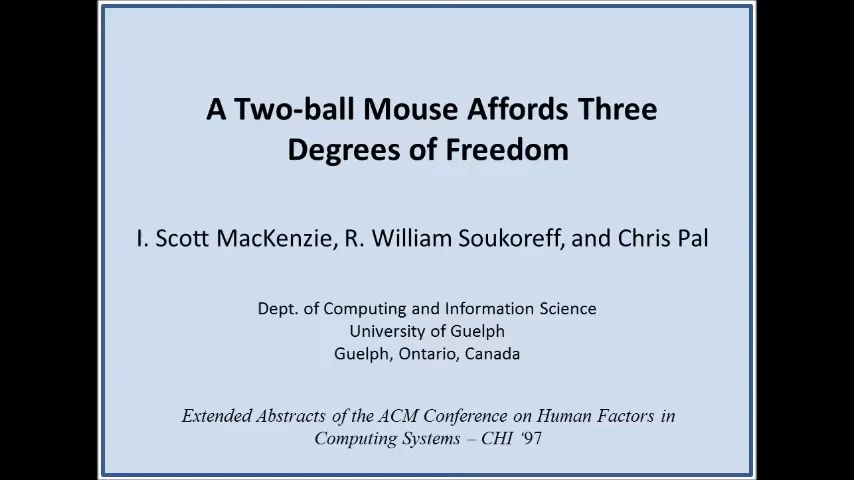 A Two-ball Mouse Affords Three
Degrees of Freedom
I. Scott MacKenzie, R. William Soukoreff, and Chris Pal
Dept. of Computing and Information Science
University of Guelph
Guelph, Ontario, Canada
Extended Abstracts of the ACM Conference on Human Factors in
Computing Systems – CHI ‘97